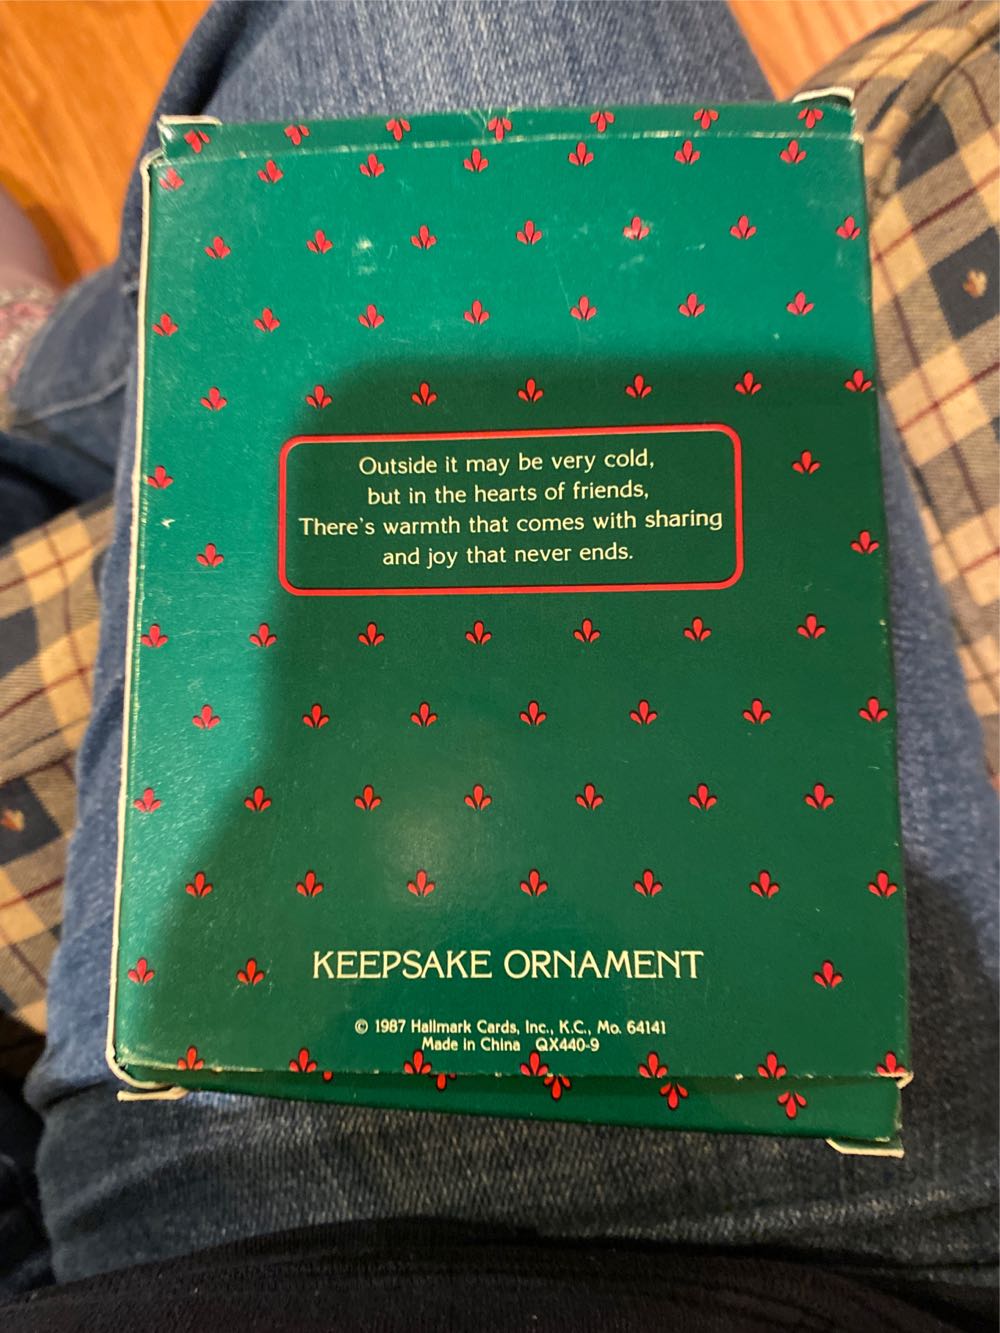 Outside it may be very cold,
but in the hearts of friends,
There's warmth that comes with sharing
and joy that never ends.
KEEPSAKE ORNAMENT
© 1987 Hallmark Cards, Inc., K.C., Mo. 64141
Made in China QX440-9